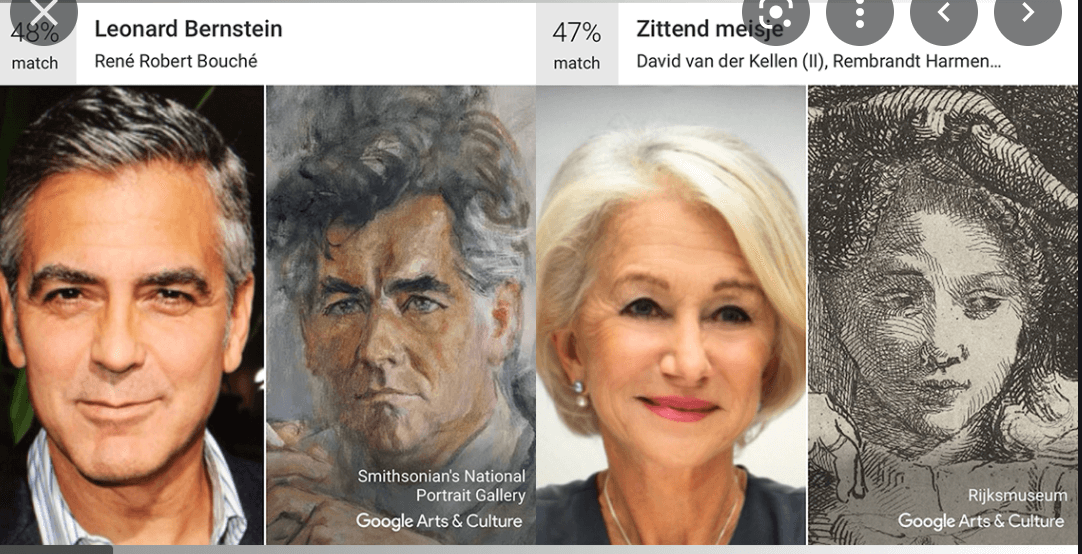 48%
match
Leonard Bernstein
René Robert Bouché
47%
match
Zittend meisje
David van der Kellen (II), Rembrandt Harmen...
Smithsonian's National
Portrait Gallery
Google Arts & Culture
Rijksmuseum
Google Arts & Culture